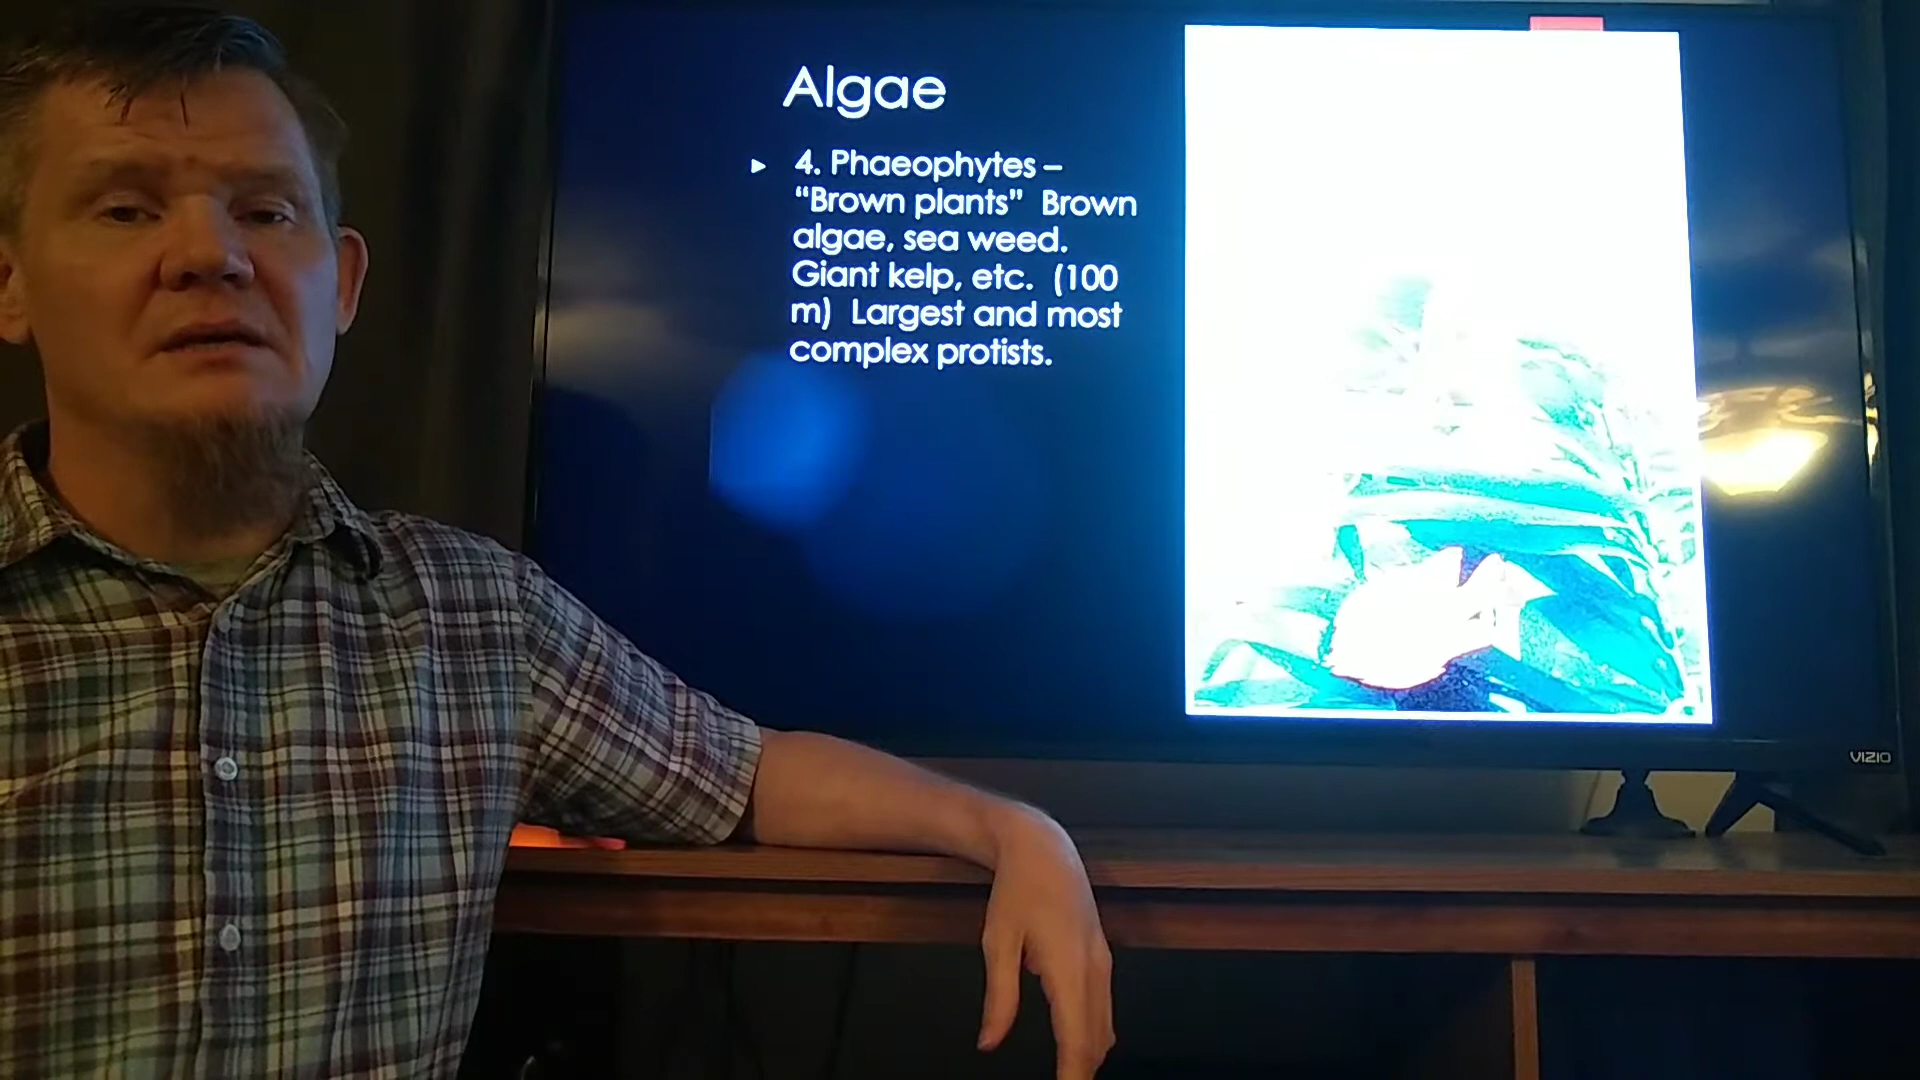 Algae
4. Phaeophytes –
“Brown plants”  Brown
algae, sea weed.
Giant kelp, etc.  (100
m)  Largest and most
complex protists.
VIZIO